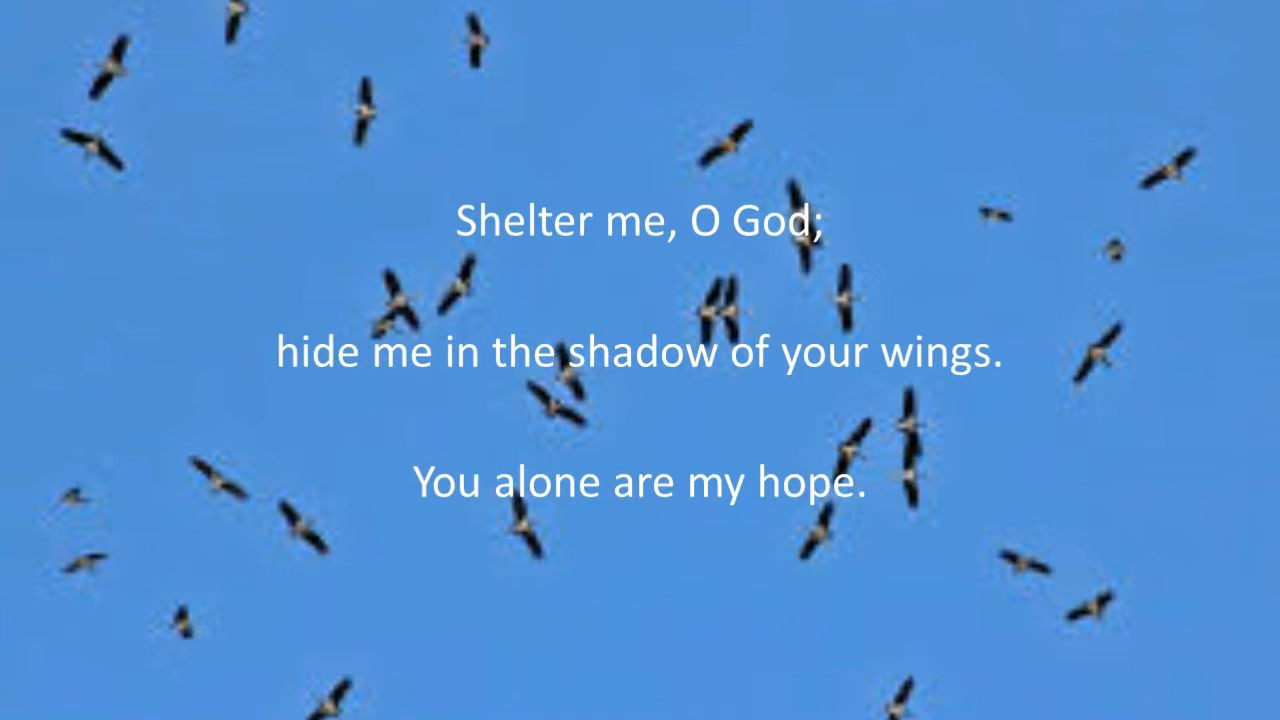 Shelter me, O God;
hide me in the shadow of your wings.
You alone are my hope.